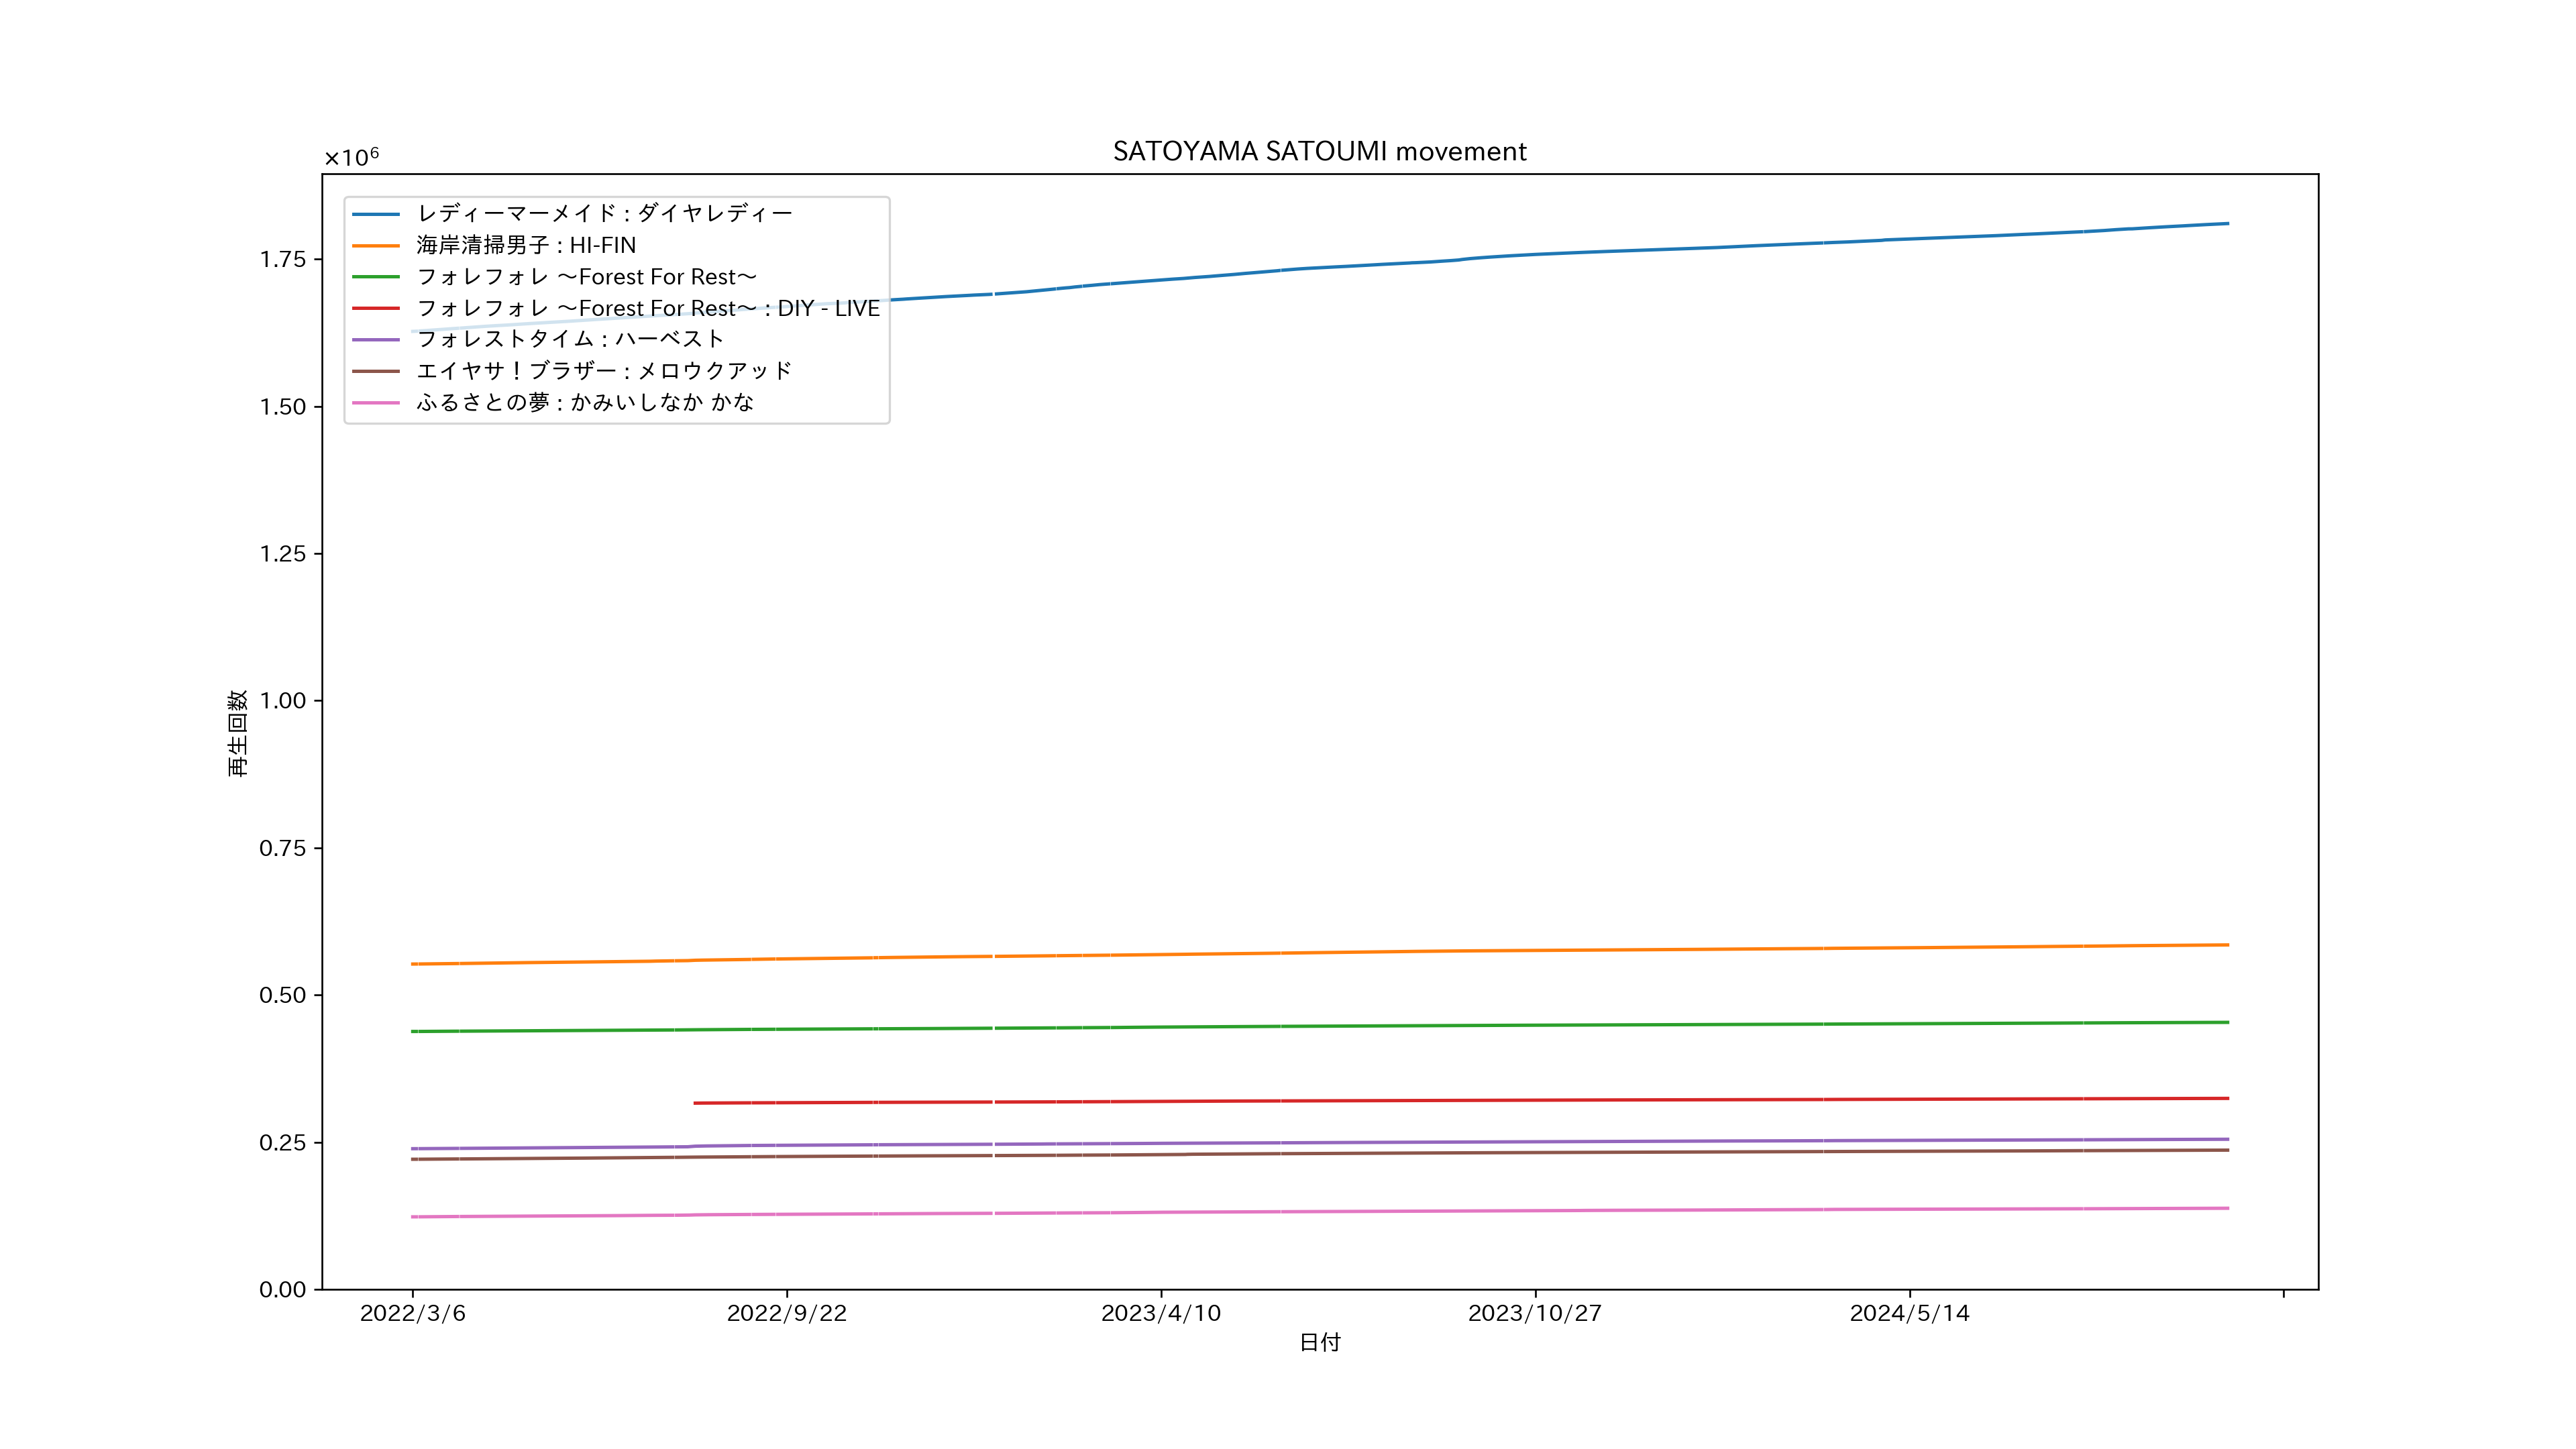 SATOYAMA SATOUMI movement
×10⁶
レディーマーメイド : ダイヤレディー
海岸清掃男子 : HI-FIN
フォレフォレ 〜Forest For Rest〜
フォレフォレ 〜Forest For Rest〜 : DIY - LIVE
フォレストタイム : ハーベスト
エイヤサ！ブラザー : メロウクアッド
ふるさとの夢 : かみいしなか かな
1.75
1.50
1.25
1.00
0.75
0.50
0.25
0.00
再生回数
2022/3/6
2022/9/22
2023/4/10
2023/10/27
2024/5/14
日付